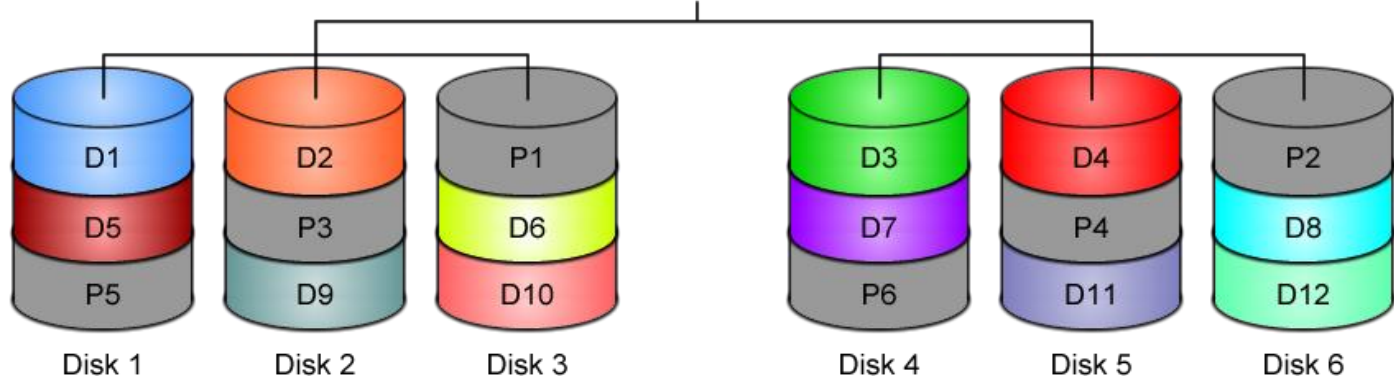 D1 D2 P1 D3 D4 P2
D5 P3 D6 D7 P4 D8
P5 D9 D10 P6 D11 D12
Disk 1 Disk 2 Disk 3 Disk 4 Disk 5 Disk 6